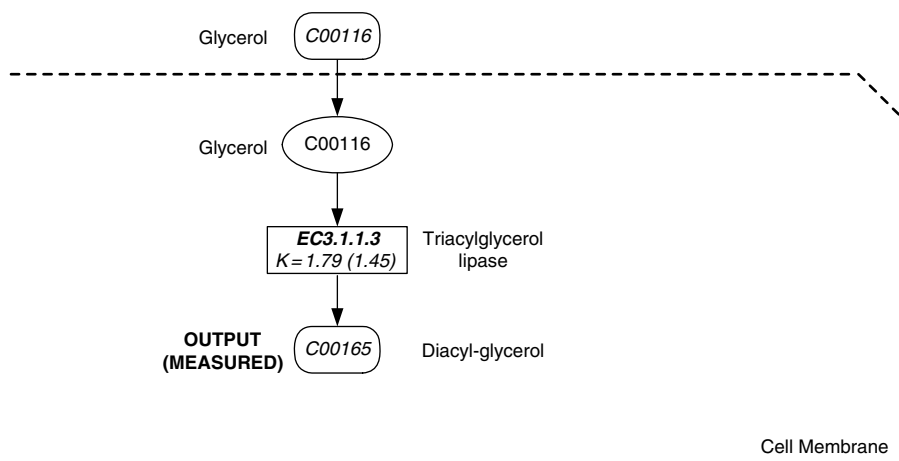 Glycerol C00116
Glycerol C00116
EC3.1.1.3 Triacylglycerol
K=1.79 (1.45) lipase
OUTPUT
(MEASURED) C00165 Diacyl-glycerol
Cell Membrane